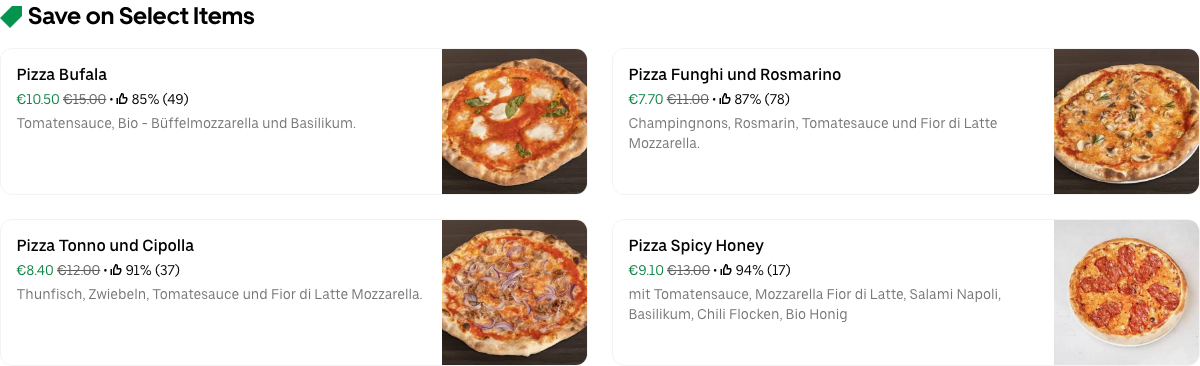 Save on Select Items
Pizza Bufala
€10.50 €15.00 • 85% (49)
Tomatensauce, Bio - Büffelmozzarella und Basilikum.
Pizza Funghi und Rosmarino
€7.70 €11.00 • 87% (78)
Champingnons, Rosmarin, Tomatesauce und Fior di Latte
Mozzarella.
Pizza Tonno und Cipolla
€8.40 €12.00 • 91% (37)
Thunfisch, Zwiebeln, Tomatesauce und Fior di Latte Mozzarella.
Pizza Spicy Honey
€9.10 €13.00 • 94% (17)
mit Tomatensauce, Mozzarella Fior di Latte, Salami Napoli,
Basilikum, Chili Flocken, Bio Honig